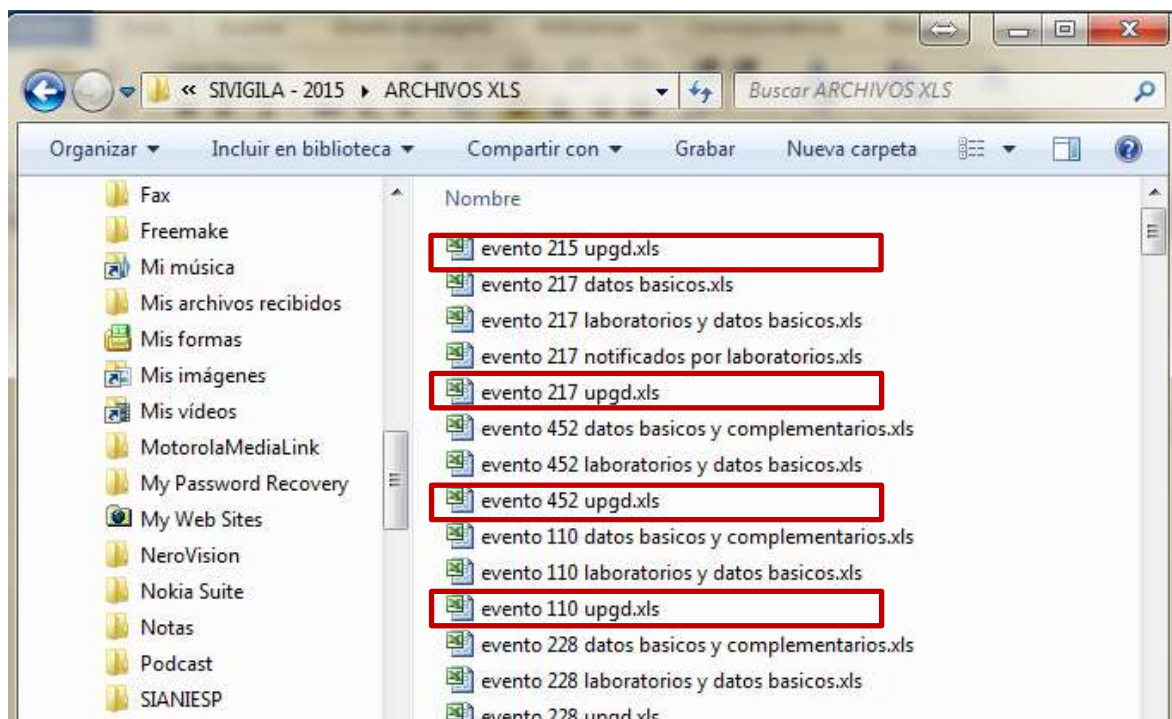 « SIVIGILA - 2015 ▸ ARCHIVOS XLS
Buscar ARCHIVOS XLS
Organizar
Incluir en biblioteca
Compartir con
Grabar
Nueva carpeta
Fax
Freemake
Mi música
Mis archivos recibidos
Mis formas
Mis imágenes
Mis vídeos
MotorolaMediaLink
My Password Recovery
My Web Sites
NeroVision
Nokia Suite
Notas
Podcast
SIANIESP
Nombre
evento 215 upgd.xls
evento 217 datos basicos.xls
evento 217 laboratorios y datos basicos.xls
evento 217 notificados por laboratorios.xls
evento 217 upgd.xls
evento 452 datos basicos y complementarios.xls
evento 452 laboratorios y datos basicos.xls
evento 452 upgd.xls
evento 110 datos basicos y complementarios.xls
evento 110 laboratorios y datos basicos.xls
evento 110 upgd.xls
evento 228 datos basicos y complementarios.xls
evento 228 laboratorios y datos basicos.xls
evento 228 upgd.xls